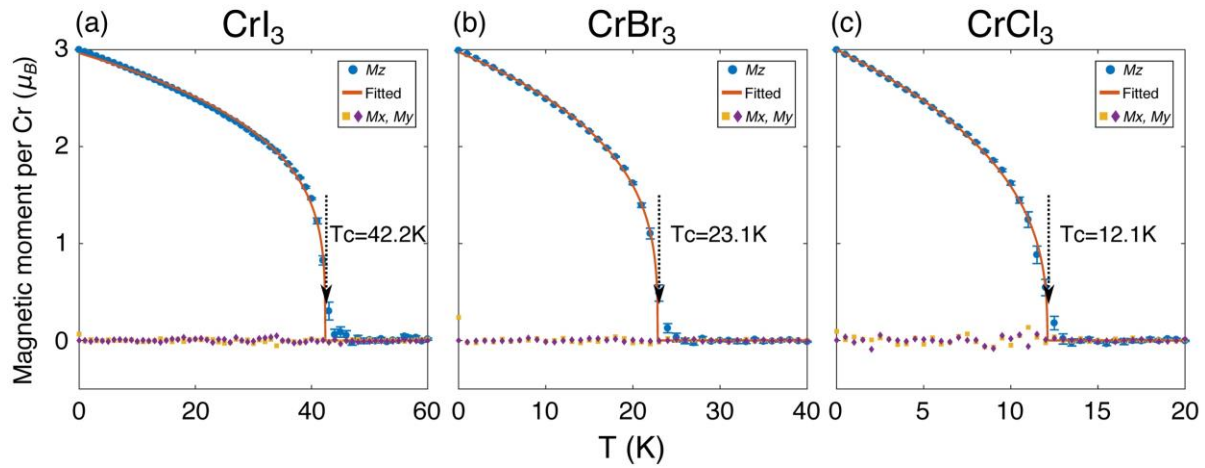 (a) CrI₃
(b) CrBr₃
(c) CrCl₃
Magnetic moment per Cr (μB)
3
2
1
0
Mz
Fitted
Mx, My
Tc=42.2K
0 20 40 60
Mz
Fitted
Mx, My
Tc=23.1K
0 10 20 30 40
Mz
Fitted
Mx, My
Tc=12.1K
0 5 10 15 20
T (K)